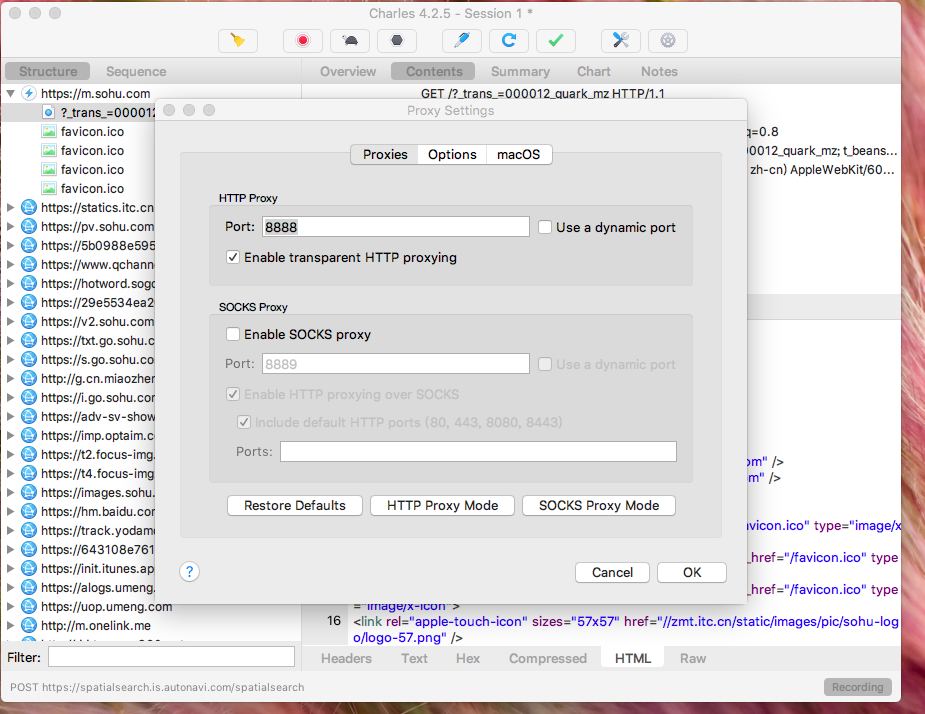 Charles 4.2.5 - Session 1 *
Structure
Sequence
Overview
Contents
Summary
Chart
Notes
https://m.sohu.com
?_trans_=000012
favicon.ico
favicon.ico
favicon.ico
favicon.ico
https://statics.itc.cn
https://pv.sohu.com
https://5b0988e595
https://www.qchann
https://hotword.sogo
https://29e5534ea2
https://v2.sohu.com
https://txt.go.sohu.c
https://s.go.sohu.co
http://g.cn.miaozhen
https://i.go.sohu.com
https://adv-sv-show
https://imp.optaim.c
https://t2.focus-img.
https://t4.focus-img
https://images.sohu.
https://hm.baidu.cor
https://track.yodamo
https://643108e761
https://init.itunes.ap
https://alogs.umeng.
https://uop.umeng.com
http://m.onelink.me
Filter:
POST https://spatialsearch.is.autonavi.com/spatialsearch
GET /?_trans_=000012_quark_mz HTTP/1.1
q=0.8
0012_quark_mz; t_beans...
zh-cn) AppleWebKit/60...
Proxy Settings
Proxies
Options
macOS
HTTP Proxy
Port: 8888
Use a dynamic port
Enable transparent HTTP proxying
SOCKS Proxy
Enable SOCKS proxy
Port: 8889
Use a dynamic port
Enable HTTP proxying over SOCKS
Include default HTTP ports (80, 443, 8080, 8443)
Ports:
Restore Defaults
HTTP Proxy Mode
SOCKS Proxy Mode
?
Cancel
OK
om" />
m" />
avicon.ico" type="image/x
_href="/favicon.ico" type
_href="/favicon.ico" type
="image/x-icon">
16
<link rel="apple-touch-icon" sizes="57x57" href="//zmt.itc.cn/static/images/pic/sohu-log
o/logo-57.png" />
Headers
Text
Hex
Compressed
HTML
Raw
Recording